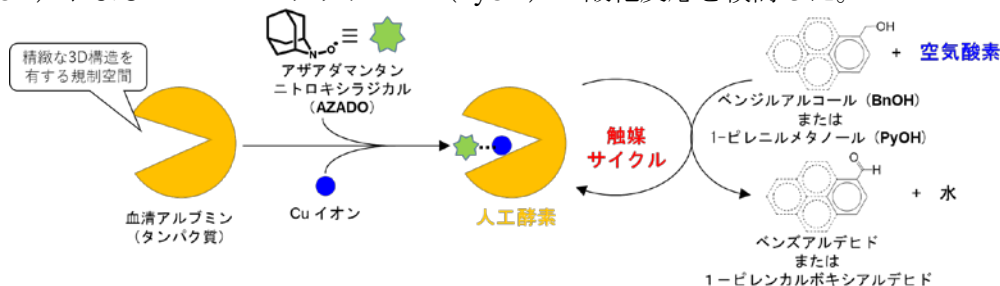 精緻な3D構造を
有する規制空間
N-O
アザアダマンタン
ニトロキシラジカル
(AZADO)
血清アルブミン
(タンパク質)
Cu イオン
人工酵素
触媒
サイクル
OH
+ 空気酸素
ベンジルアルコール (BnOH)
または
1-ピレニルメタノール (PyOH)
O
H
+ 水
ベンズアルデヒド
または
1-ピレンカルボキシアルデヒド